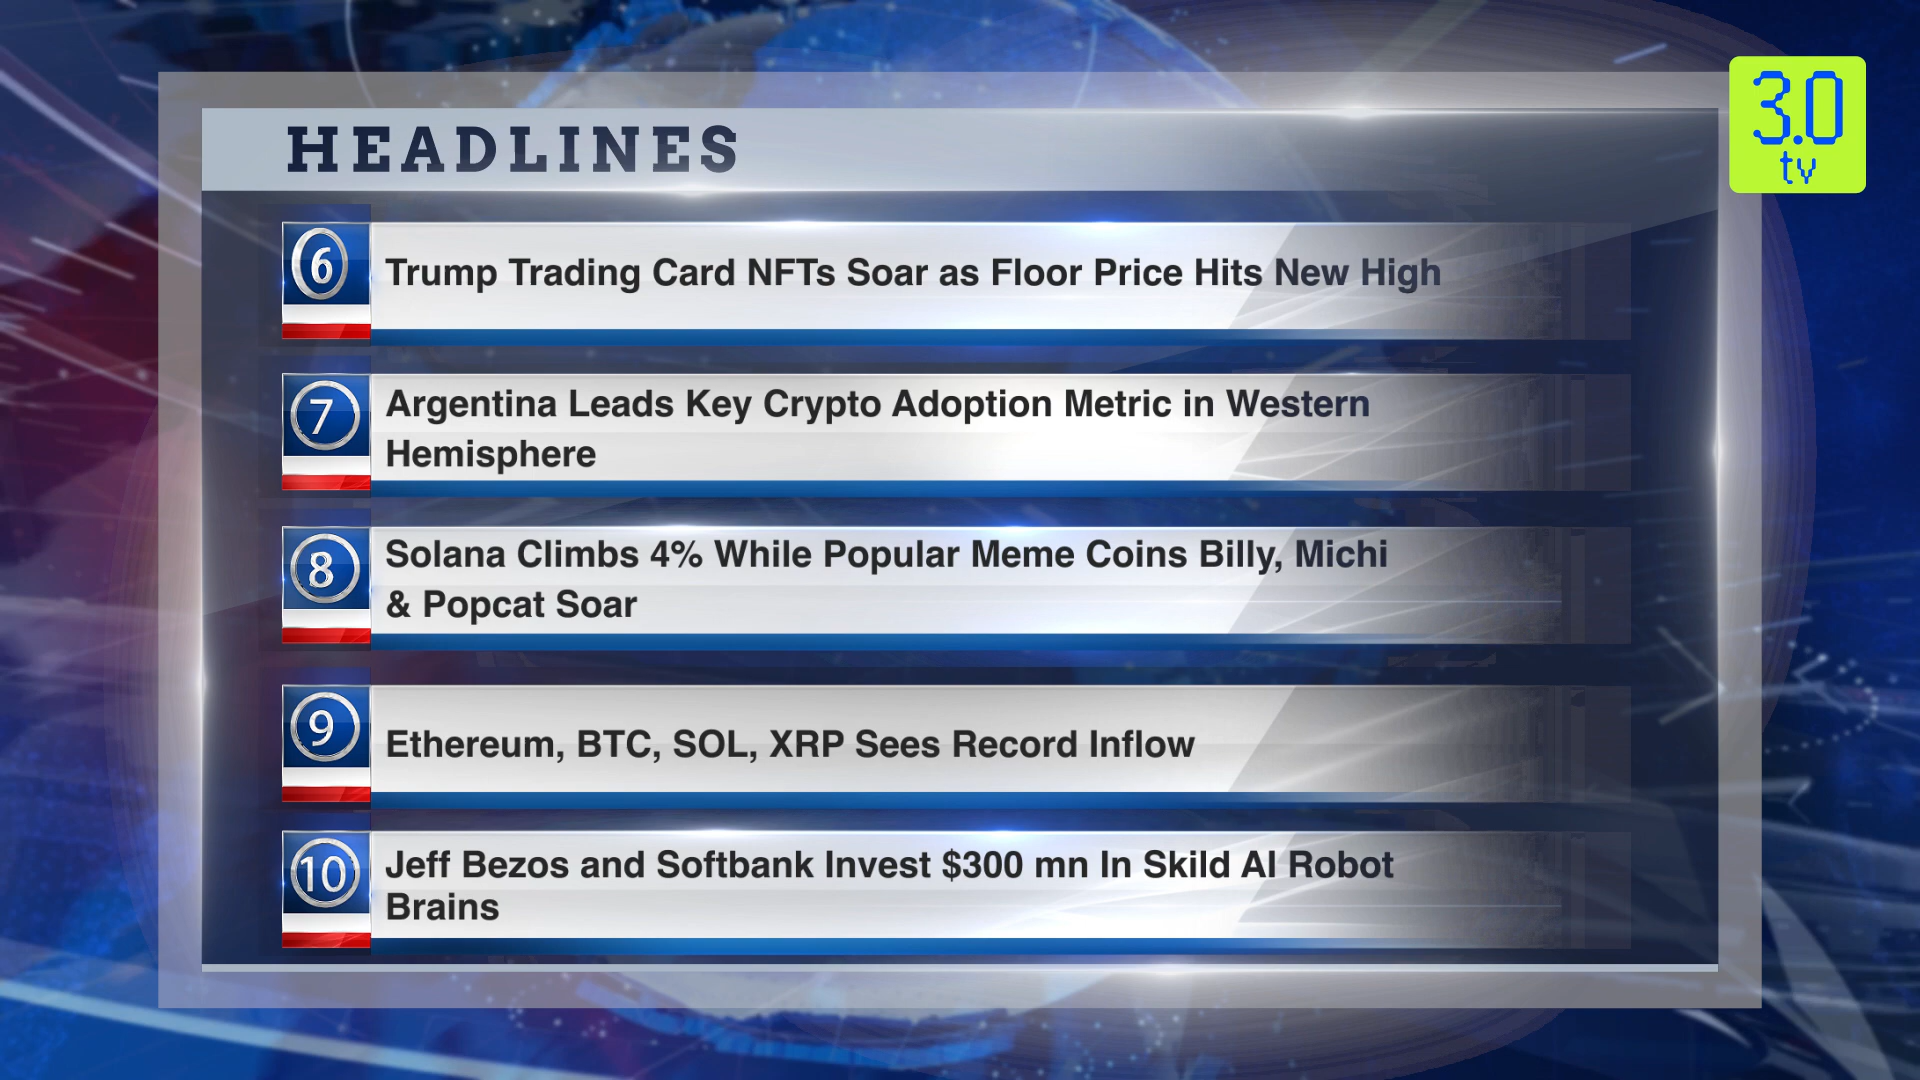 HEADLINES
3.0
tv
6
Trump Trading Card NFTs Soar as Floor Price Hits New High
7
Argentina Leads Key Crypto Adoption Metric in Western
Hemisphere
8
Solana Climbs 4% While Popular Meme Coins Billy, Michi
& Popcat Soar
9
Ethereum, BTC, SOL, XRP Sees Record Inflow
10
Jeff Bezos and Softbank Invest $300 mn In Skild AI Robot
Brains